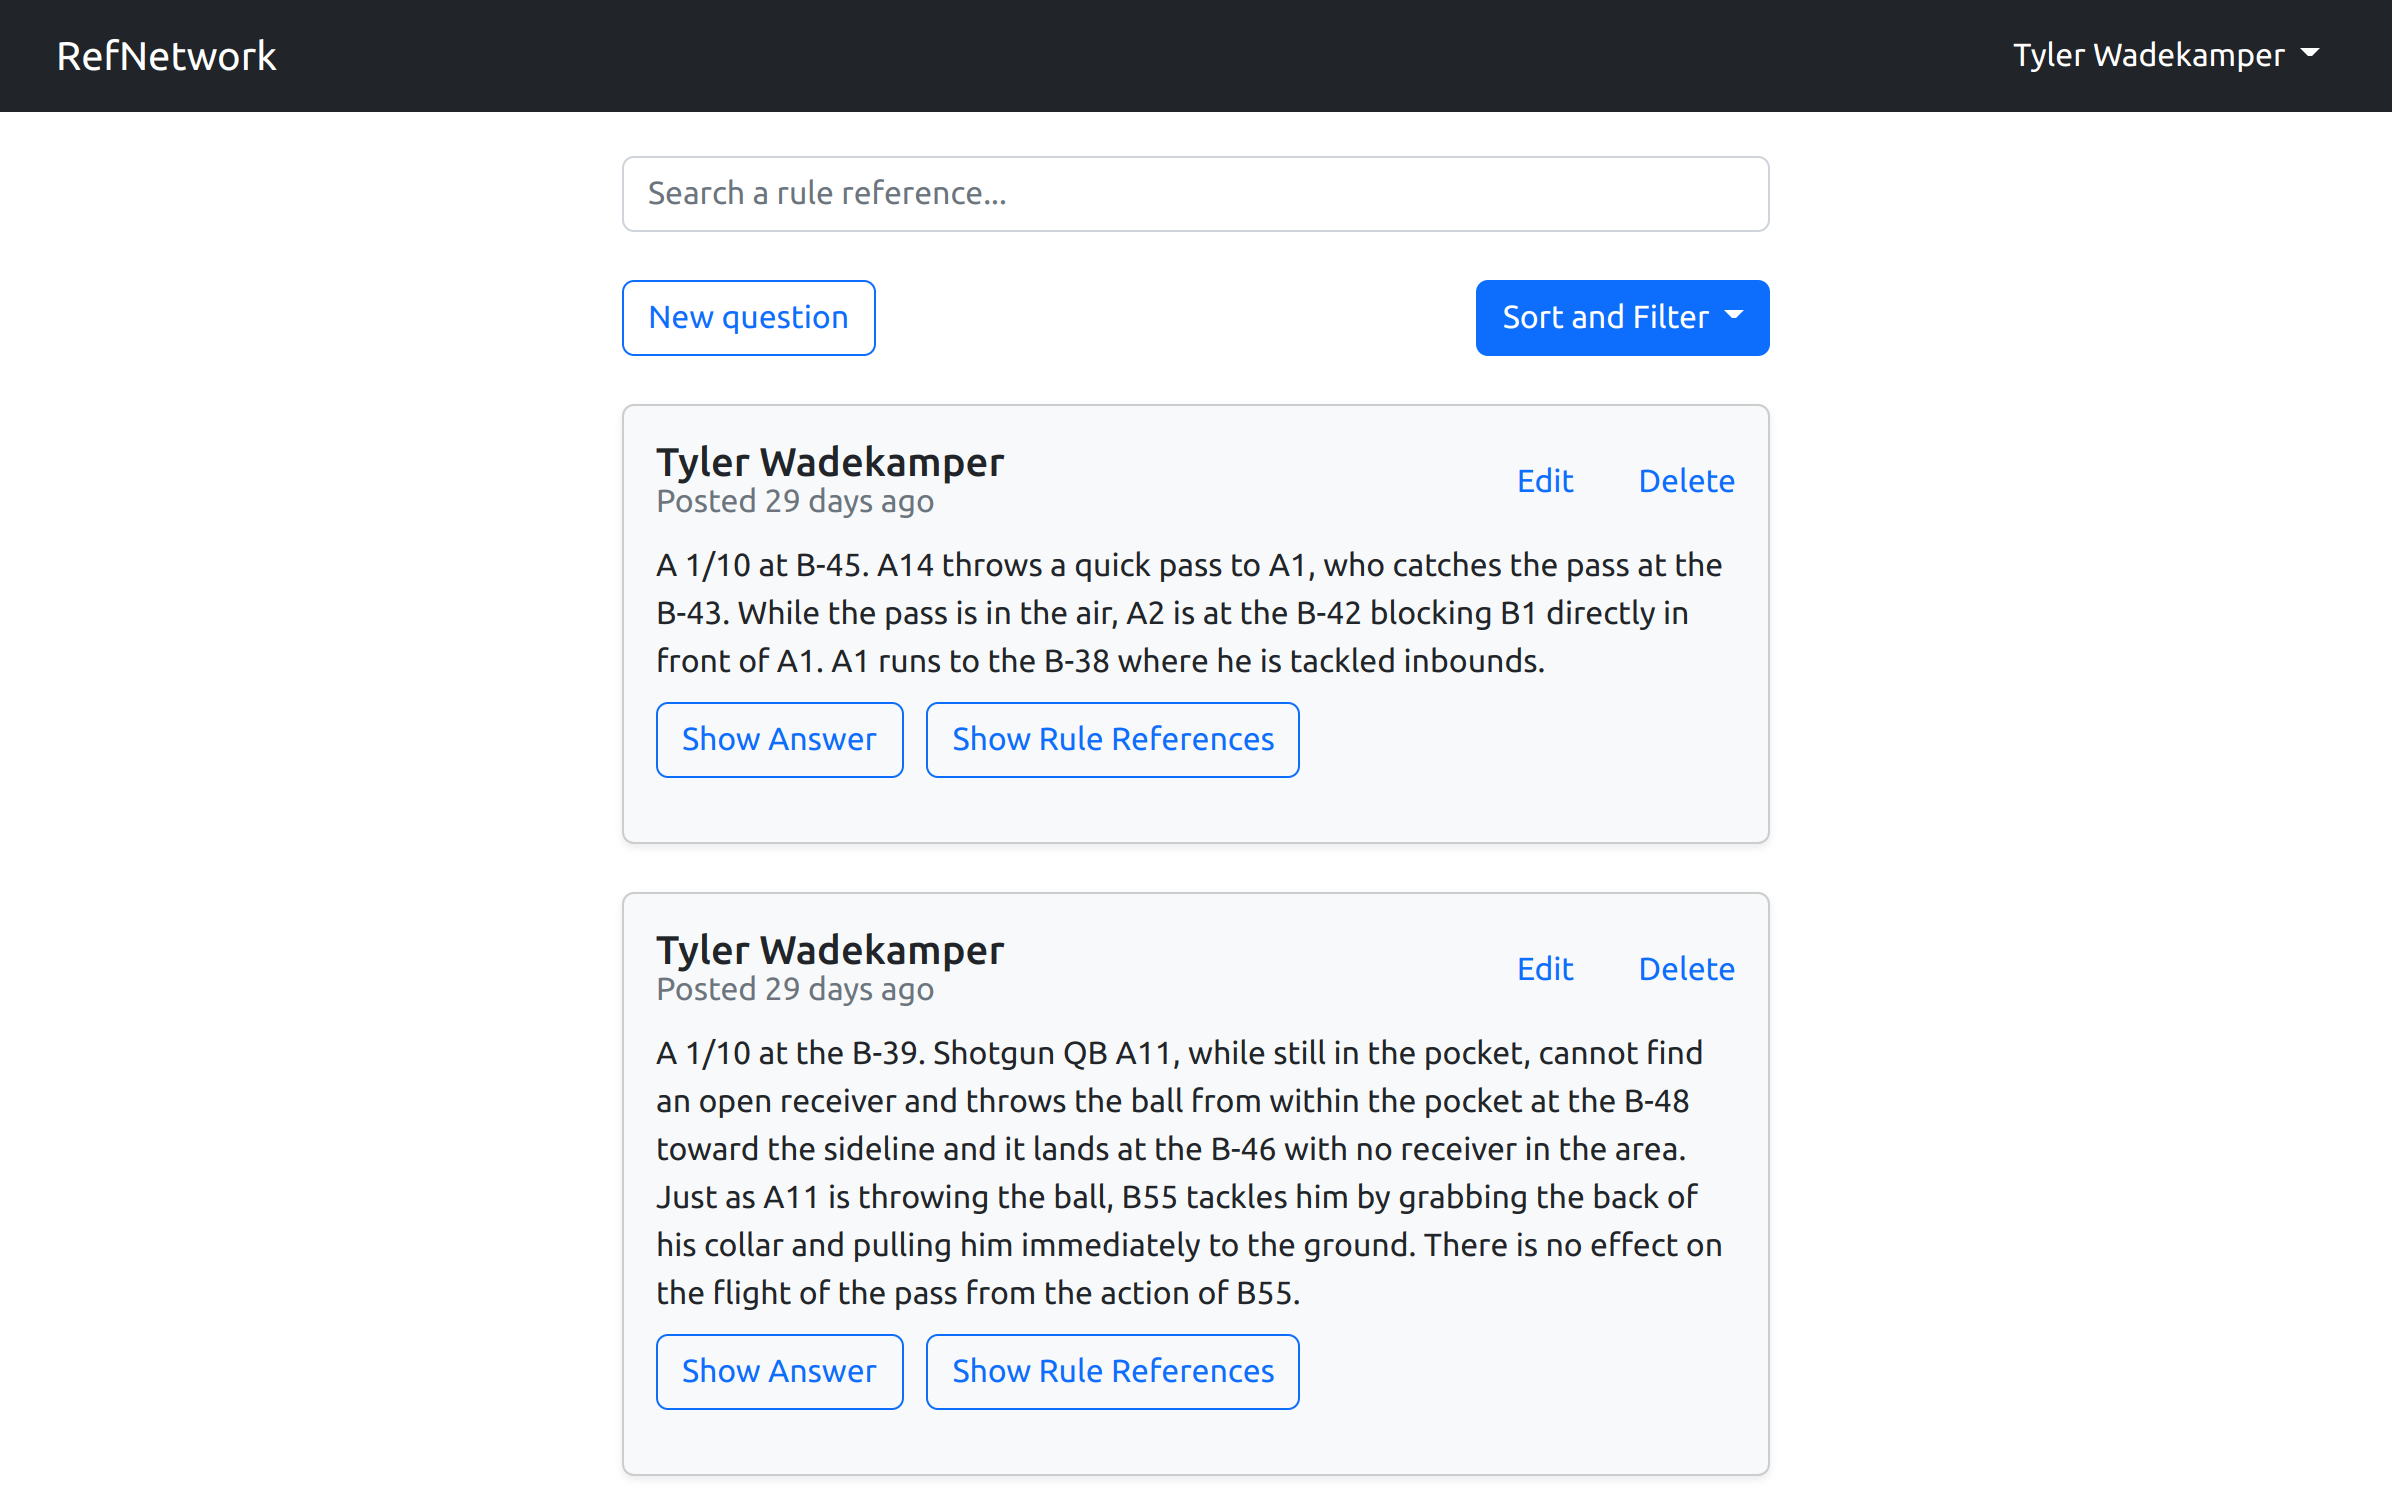 RefNetwork
Tyler Wadekamper
Search a rule reference...
New question
Sort and Filter
Tyler Wadekamper
Posted 29 days ago
Edit
Delete
A 1/10 at B-45. A14 throws a quick pass to A1, who catches the pass at the
B-43. While the pass is in the air, A2 is at the B-42 blocking B1 directly in
front of A1. A1 runs to the B-38 where he is tackled inbounds.
Show Answer
Show Rule References
Tyler Wadekamper
Posted 29 days ago
Edit
Delete
A 1/10 at the B-39. Shotgun QB A11, while still in the pocket, cannot find
an open receiver and throws the ball from within the pocket at the B-48
toward the sideline and it lands at the B-46 with no receiver in the area.
Just as A11 is throwing the ball, B55 tackles him by grabbing the back of
his collar and pulling him immediately to the ground. There is no effect on
the flight of the pass from the action of B55.
Show Answer
Show Rule References